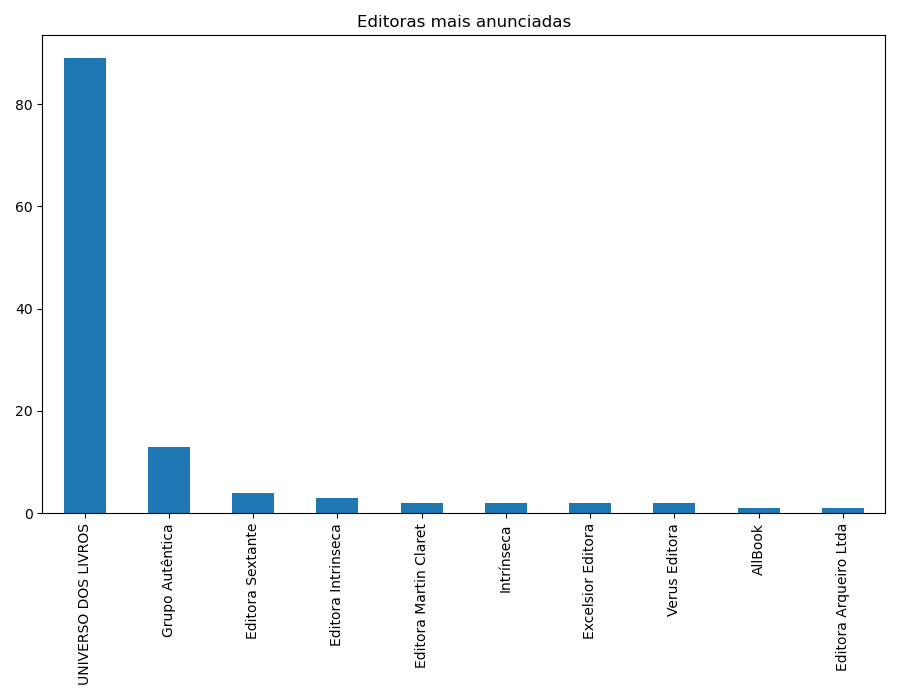 Editoras mais anunciadas
80
60
40
20
0
UNIVERSO DOS LIVROS
Grupo Autêntica
Editora Sextante
Editora Intrinseca
Editora Martin Claret
Intrínseca
Excelsior Editora
Verus Editora
AllBook
Editora Arqueiro Ltda